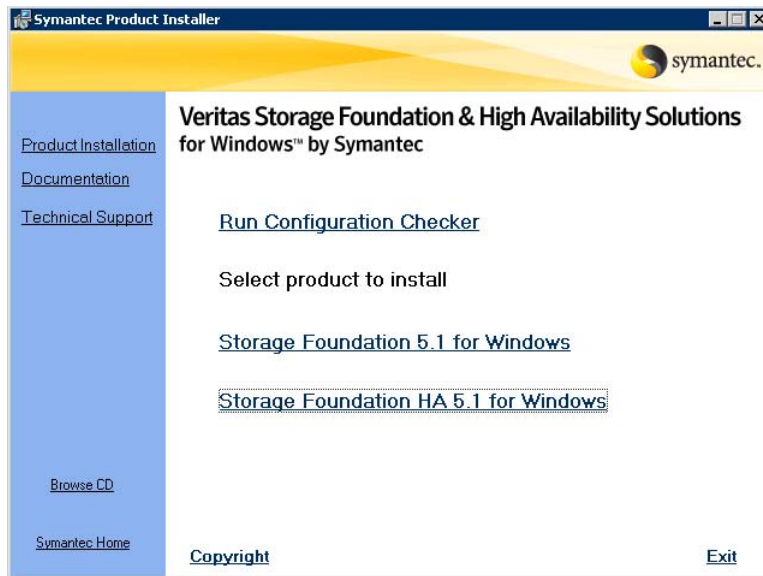 Symantec Product Installer
symantec.
Veritas Storage Foundation & High Availability Solutions
for Windows™ by Symantec
Product Installation
Documentation
Technical Support
Run Configuration Checker
Select product to install
Storage Foundation 5.1 for Windows
Storage Foundation HA 5.1 for Windows
Browse CD
Symantec Home
Copyright
Exit